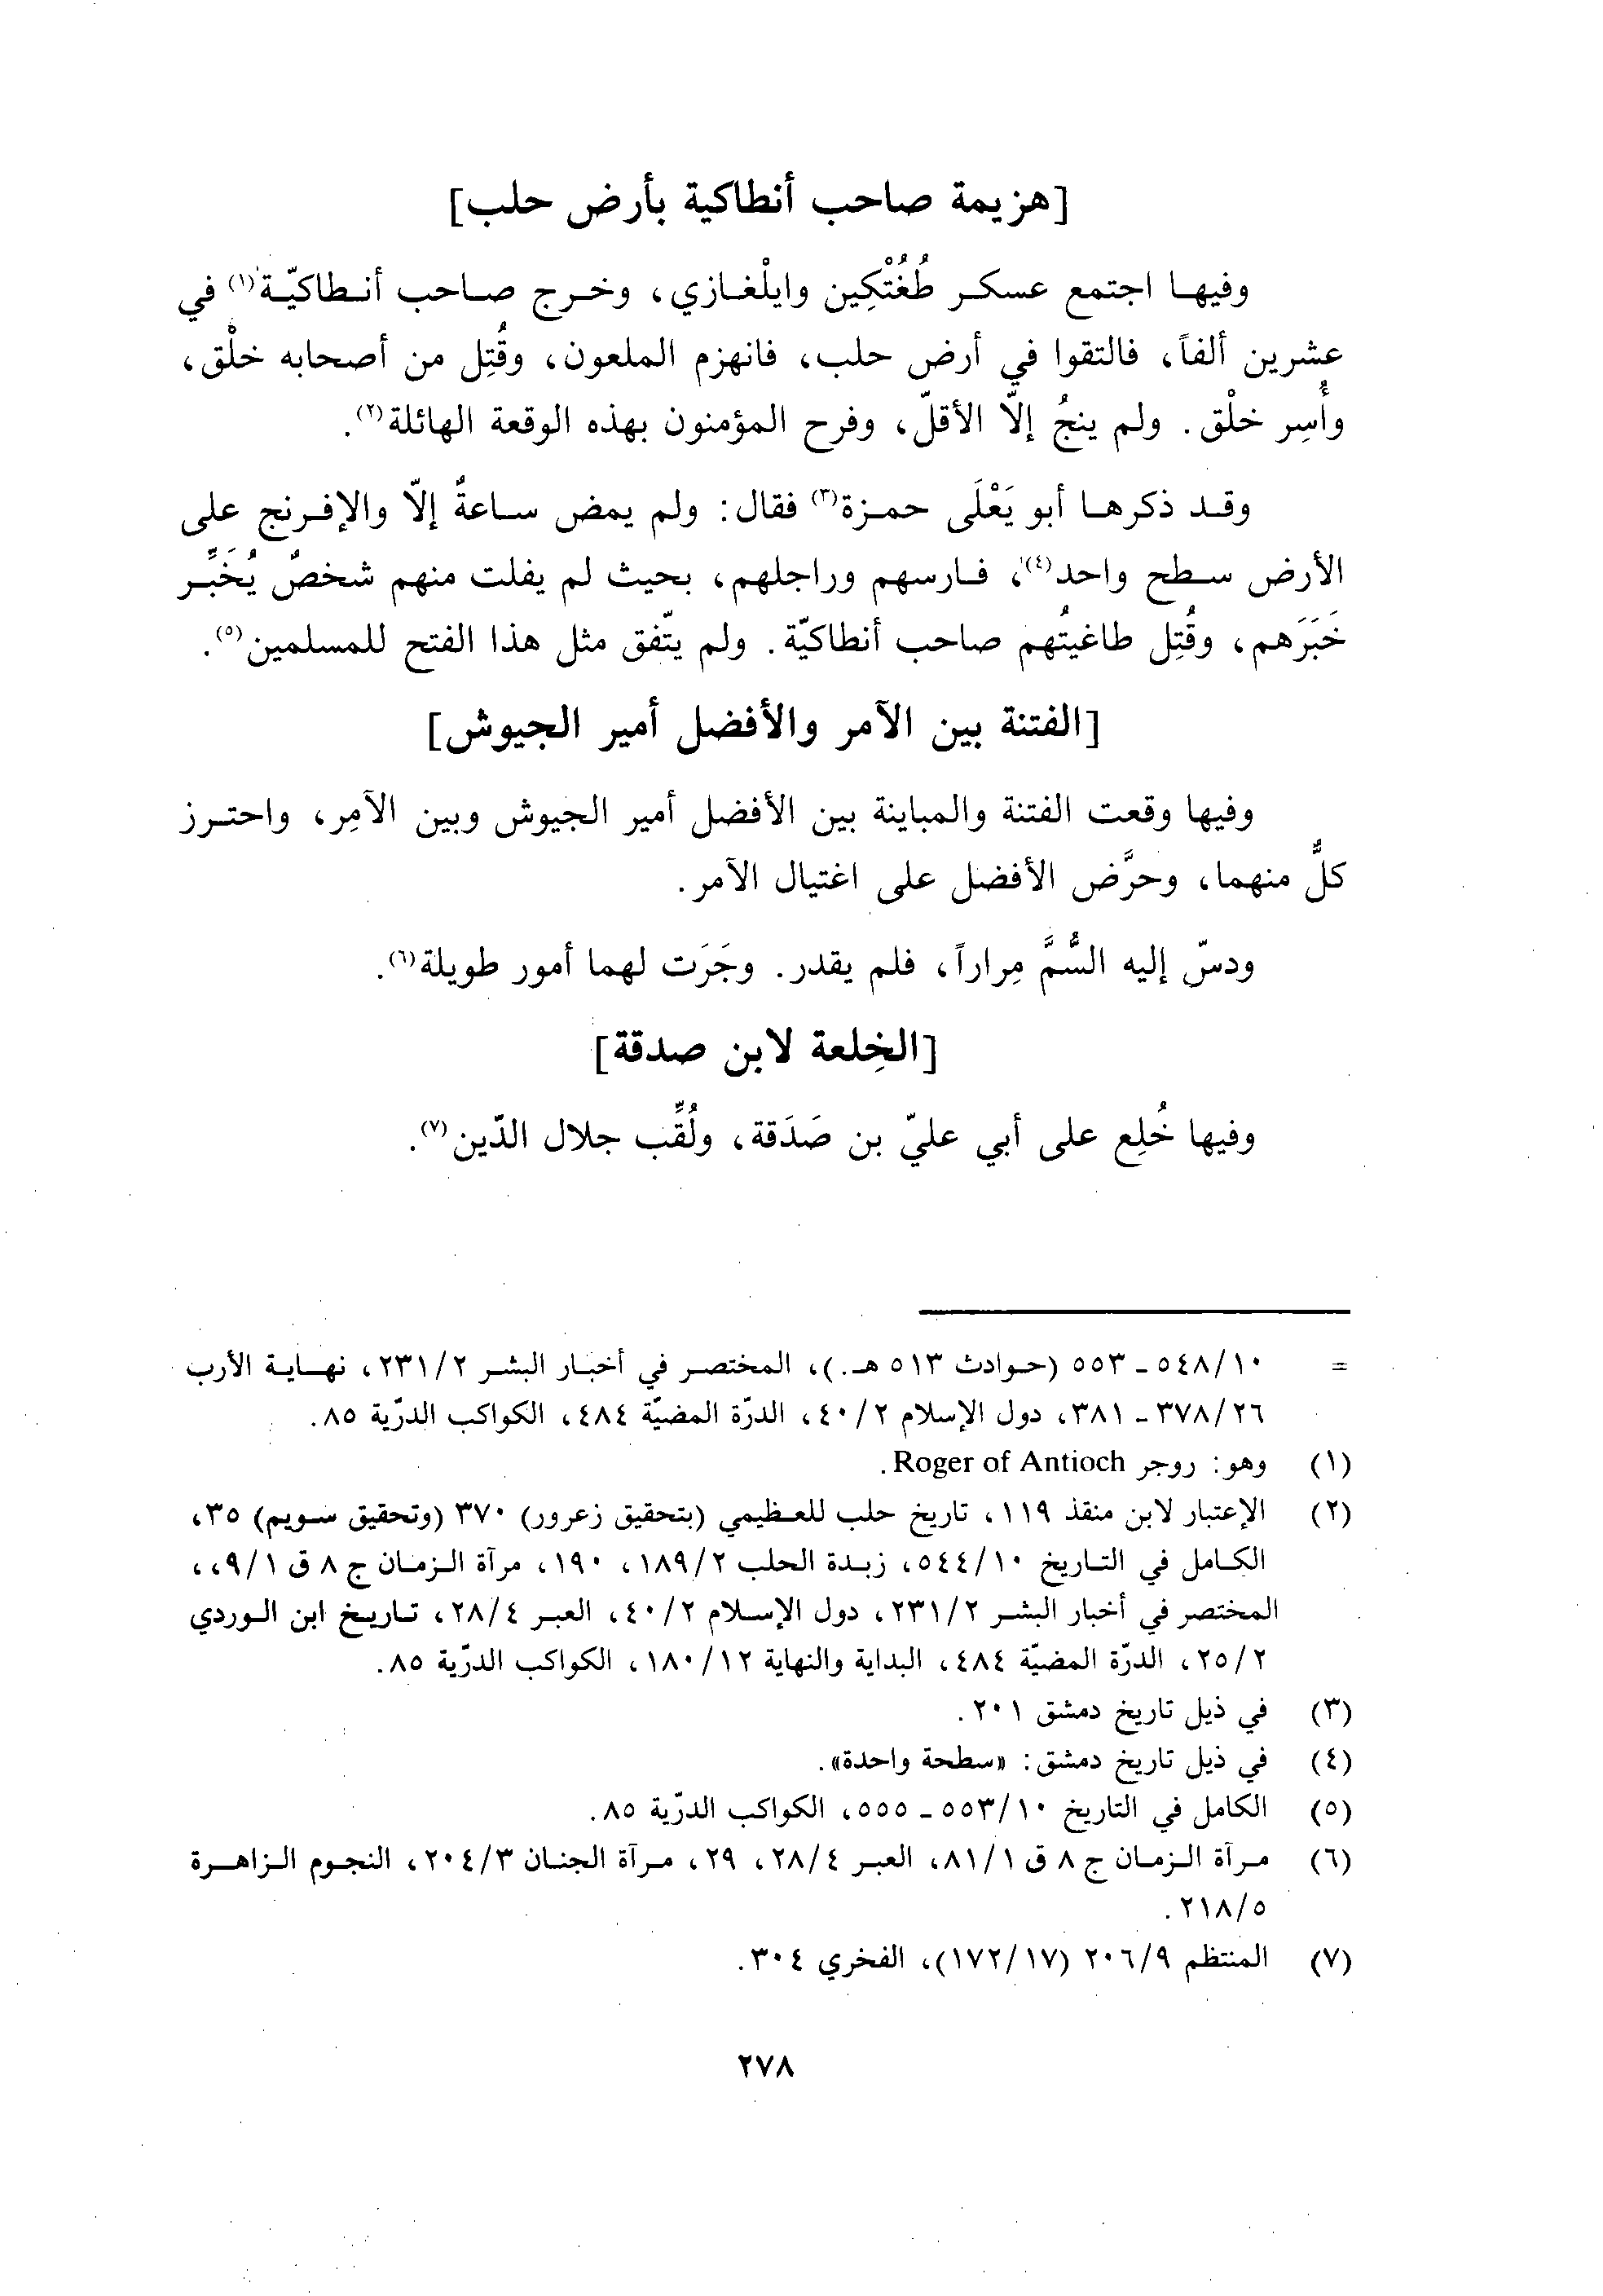 [هزيمة صاحب أنطاكية بأرض حلب]
وفيها اجتمع عسكر طُغُتْكِين وايلْغازي، وخرج صاحب أنطاكيّة(١) في
عشرين ألفاً، فالتقوا في أرض حلب، فانهزم الملعون، وقُتِل من أصحابه خلْق،
وأُسِر خلْق. ولم ينجُ إلّا الأقلّ، وفرح المؤمنون بهذه الوقعة الهائلة(٢).
وقد ذكرها أبو يَعْلَى حمزة(٣) فقال: ولم يمض ساعةٌ إلّا والإفرنج على
الأرض سطح واحد(٤)، فارسهم وراجلهم، بحيث لم يفلت منهم شخصٌ يُخَبِّر
خَبَرَهم، وقُتِل طاغيتُهم صاحب أنطاكيّة. ولم يتّفق مثل هذا الفتح للمسلمين(٥).
[الفتنة بين الآمر والأفضل أمير الجيوش]
وفيها وقعت الفتنة والمباينة بين الأفضل أمير الجيوش وبين الآمِر، واحترز
كلٌّ منهما، وحرَّض الأفضل على اغتيال الآمر.
ودسّ إليه السُّمَّ مِراراً، فلم يقدر. وجَرَت لهما أمور طويلة(٦).
[الخِلعة لابن صدقة]
وفيها خُلِع على أبي عليّ بن صَدَقة، ولُقِّب جلال الدّين(٧).
= ٥٤٨/١٠ ـ ٥٥٣ (حوادث ٥١٣ هـ.)، المختصر في أخبار البشر ٢٣١/٢، نهاية الأرب
٣٧٨/٢٦ ـ ٣٨١، دول الإسلام ٤٠/٢، الدرّة المضيّة ٤٨٤، الكواكب الدرّية ٨٥.
(١) وهو: روجر Roger of Antioch.
(٢) الإعتبار لابن منقذ ١١٩، تاريخ حلب للعظيمي (بتحقيق زعرور) ٣٧٠ (وتحقيق سويم) ٣٥،
الكامل في التاريخ ٥٤٤/١٠، زبدة الحلب ١٨٩/٢، ١٩٠، مرآة الزمان ج ٨ ق ٩/١،،
المختصر في أخبار البشر ٢٣١/٢، دول الإسلام ٤٠/٢، العبر ٢٨/٤، تاريخ ابن الوردي
٢٥/٢، الدرّة المضيّة ٤٨٤، البداية والنهاية ١٨٠/١٢، الكواكب الدرّية ٨٥.
(٣) في ذيل تاريخ دمشق ٢٠١.
(٤) في ذيل تاريخ دمشق: «سطحة واحدة».
(٥) الكامل في التاريخ ٥٥٣/١٠ ـ ٥٥٥، الكواكب الدرّية ٨٥.
(٦) مرآة الزمان ج ٨ ق ٨١/١، العبر ٢٨/٤، ٢٩، مرآة الجنان ٢٠٤/٣، النجوم الزاهرة
٢١٨/٥.
(٧) المنتظم ٢٠٦/٩ (١٧٢/١٧)، الفخري ٣٠٤.
٢٧٨